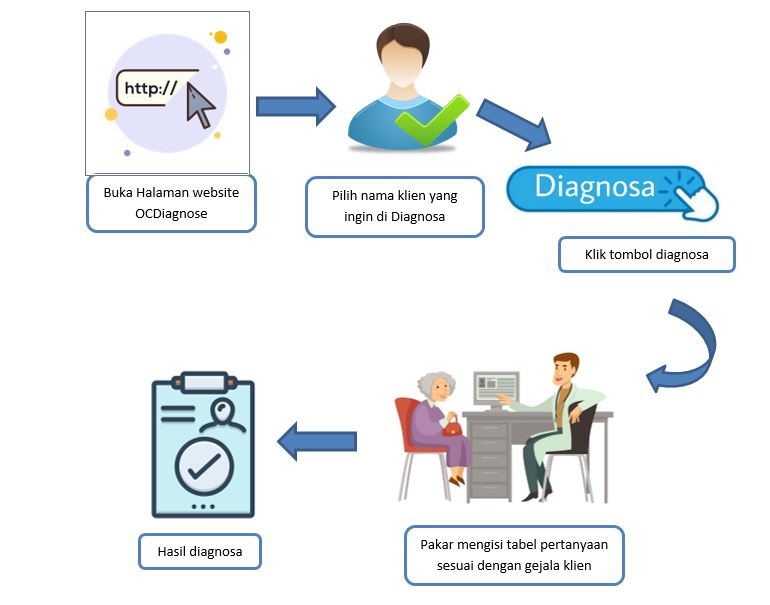 http://
Buka Halaman website
OCDiagnose
Pilih nama klien yang
ingin di Diagnosa
Diagnosa
Klik tombol diagnosa
Pakar mengisi tabel pertanyaan
sesuai dengan gejala klien
Hasil diagnosa